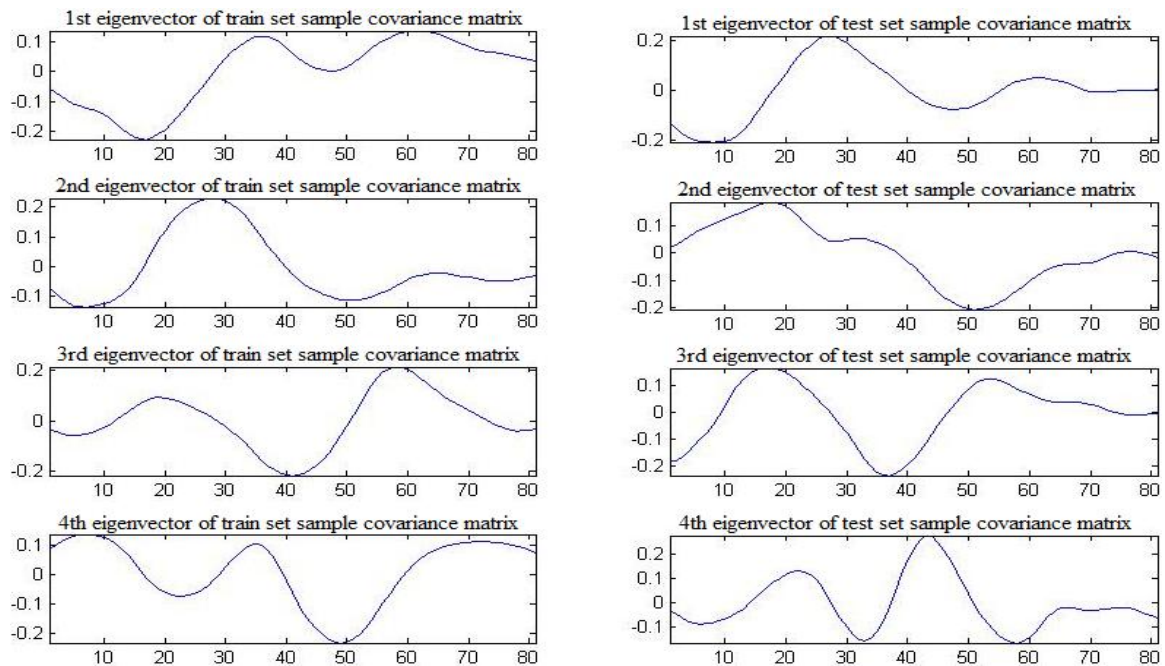 1st eigenvector of train set sample covariance matrix
0.1
0
-0.1
-0.2
10 20 30 40 50 60 70 80
2nd eigenvector of train set sample covariance matrix
0.2
0.1
0
-0.1
10 20 30 40 50 60 70 80
3rd eigenvector of train set sample covariance matrix
0.2
0
-0.2
10 20 30 40 50 60 70 80
4th eigenvector of train set sample covariance matrix
0.1
0
-0.1
-0.2
10 20 30 40 50 60 70 80
1st eigenvector of test set sample covariance matrix
0.2
0
-0.2
10 20 30 40 50 60 70 80
2nd eigenvector of test set sample covariance matrix
0.1
0
-0.1
-0.2
10 20 30 40 50 60 70 80
3rd eigenvector of test set sample covariance matrix
0.1
0
-0.1
-0.2
10 20 30 40 50 60 70 80
4th eigenvector of test set sample covariance matrix
0.2
0.1
0
-0.1
10 20 30 40 50 60 70 80